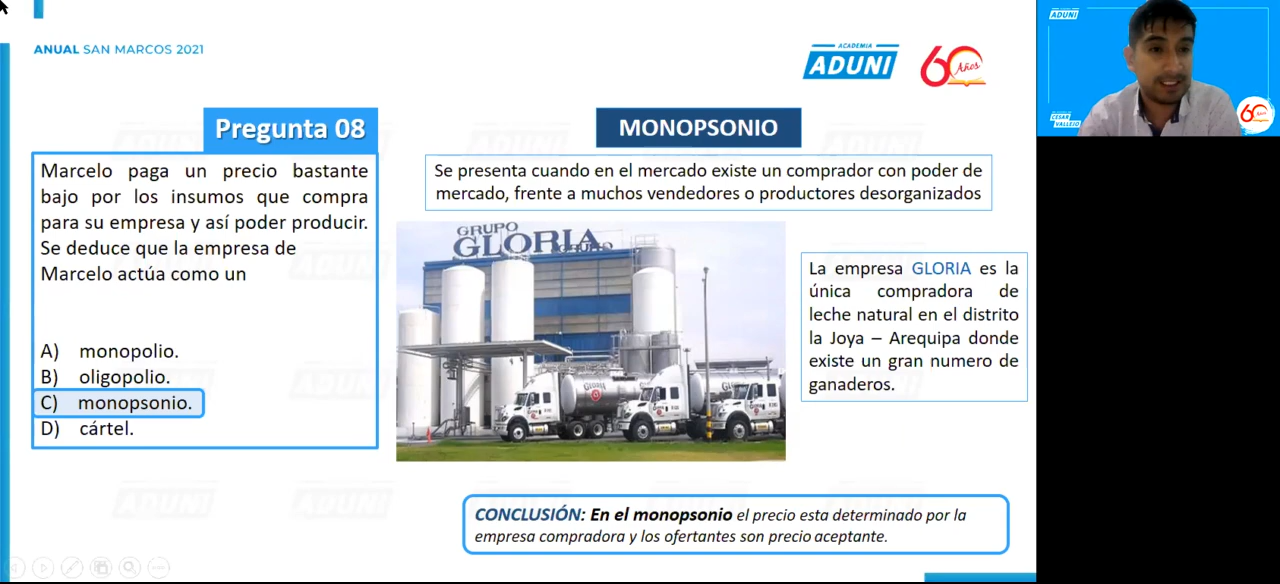 ANUAL SAN MARCOS 2021
ACADEMIA
ADUNI
60
Años
Pregunta 08
Marcelo paga un precio bastante
bajo por los insumos que compra
para su empresa y así poder producir.
Se deduce que la empresa de
Marcelo actúa como un
A) monopolio.
B) oligopolio.
C) monopsonio.
D) cártel.
MONOPSONIO
Se presenta cuando en el mercado existe un comprador con poder de
mercado, frente a muchos vendedores o productores desorganizados
GRUPO
GLORIA
La empresa GLORIA es la
única compradora de
leche natural en el distrito
la Joya – Arequipa donde
existe un gran numero de
ganaderos.
CONCLUSIÓN: En el monopsonio el precio esta determinado por la
empresa compradora y los ofertantes son precio aceptante.
ADUNI
CESAR
VALLEJO
60